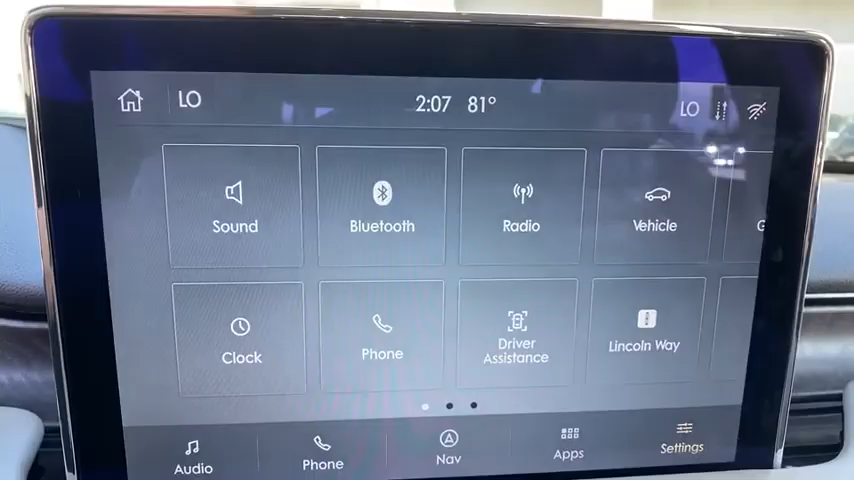 LO 2:07 81° LO
Sound Bluetooth Radio Vehicle G
Clock Phone Driver Assistance Lincoln Way
Audio Phone Nav Apps Settings